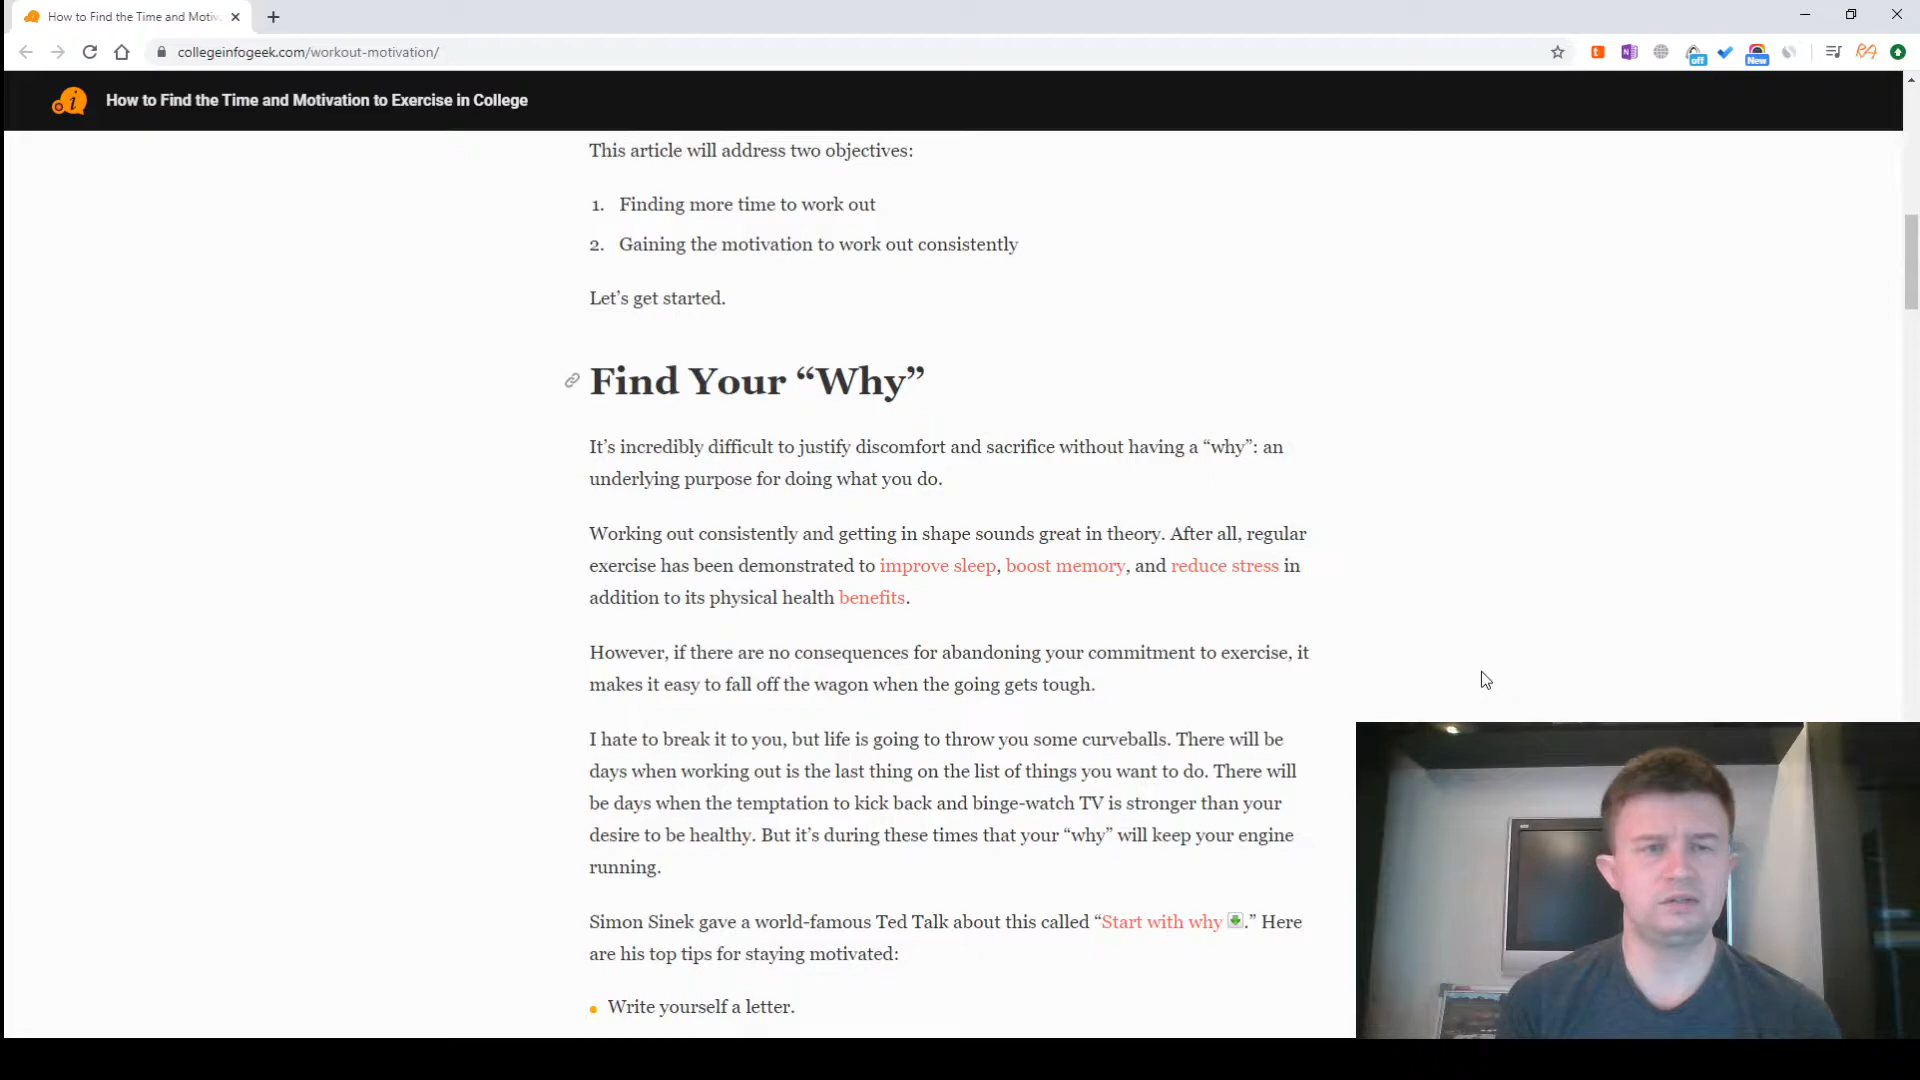 How to Find the Time and Motiv
collegeinfogeek.com/workout-motivation/
off
New
How to Find the Time and Motivation to Exercise in College
This article will address two objectives:
1. Finding more time to work out
2. Gaining the motivation to work out consistently
Let’s get started.
Find Your “Why”
It’s incredibly difficult to justify discomfort and sacrifice without having a “why”: an
underlying purpose for doing what you do.
Working out consistently and getting in shape sounds great in theory. After all, regular
exercise has been demonstrated to improve sleep, boost memory, and reduce stress in
addition to its physical health benefits.
However, if there are no consequences for abandoning your commitment to exercise, it
makes it easy to fall off the wagon when the going gets tough.
I hate to break it to you, but life is going to throw you some curveballs. There will be
days when working out is the last thing on the list of things you want to do. There will
be days when the temptation to kick back and binge-watch TV is stronger than your
desire to be healthy. But it’s during these times that your “why” will keep your engine
running.
Simon Sinek gave a world-famous Ted Talk about this called “Start with why .” Here
are his top tips for staying motivated:
• Write yourself a letter.